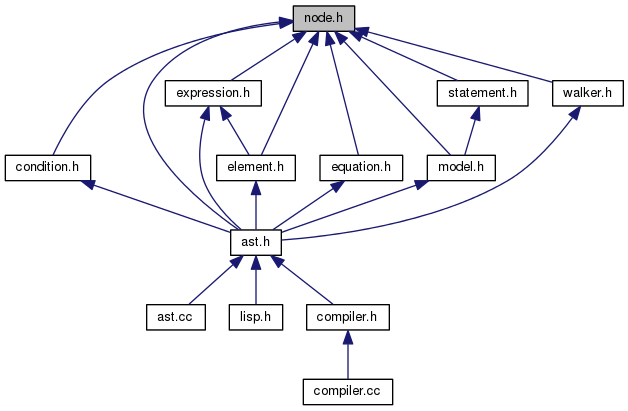 node.h
expression.h
statement.h
walker.h
condition.h
element.h
equation.h
model.h
ast.h
ast.cc
lisp.h
compiler.h
compiler.cc